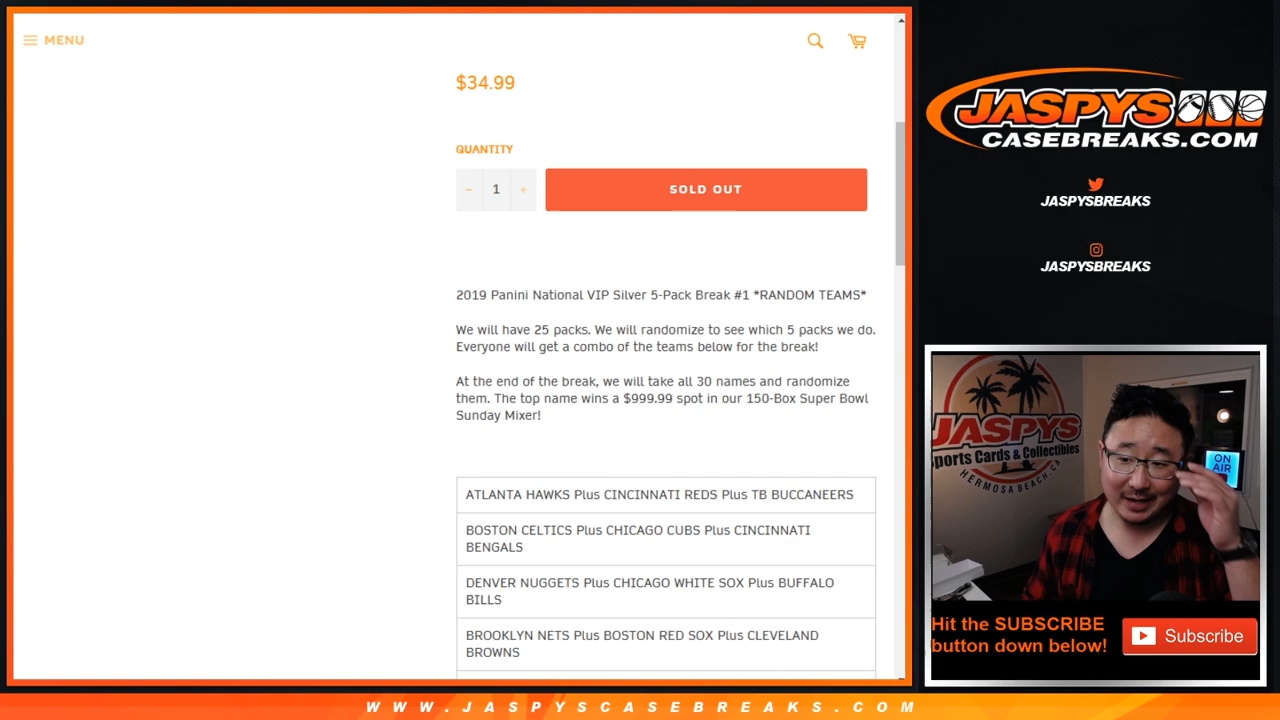 MENU
$34.99
QUANTITY
− 1 +
SOLD OUT
2019 Panini National VIP Silver 5-Pack Break #1 *RANDOM TEAMS*
We will have 25 packs. We will randomize to see which 5 packs we do.
Everyone will get a combo of the teams below for the break!
At the end of the break, we will take all 30 names and randomize
them. The top name wins a $999.99 spot in our 150-Box Super Bowl
Sunday Mixer!
ATLANTA HAWKS Plus CINCINNATI REDS Plus TB BUCCANEERS
BOSTON CELTICS Plus CHICAGO CUBS Plus CINCINNATI
BENGALS
DENVER NUGGETS Plus CHICAGO WHITE SOX Plus BUFFALO
BILLS
BROOKLYN NETS Plus BOSTON RED SOX Plus CLEVELAND
BROWNS
JASPYS
CASEBREAKS.COM
JASPYSBREAKS
JASPYSBREAKS
JASPYS
Sports Cards & Collectibles
HERMOSA BEACH, CA
ON
AIR
Hit the SUBSCRIBE
button down below!
Subscribe
WWW.JASPYSCASEBREAKS.COM